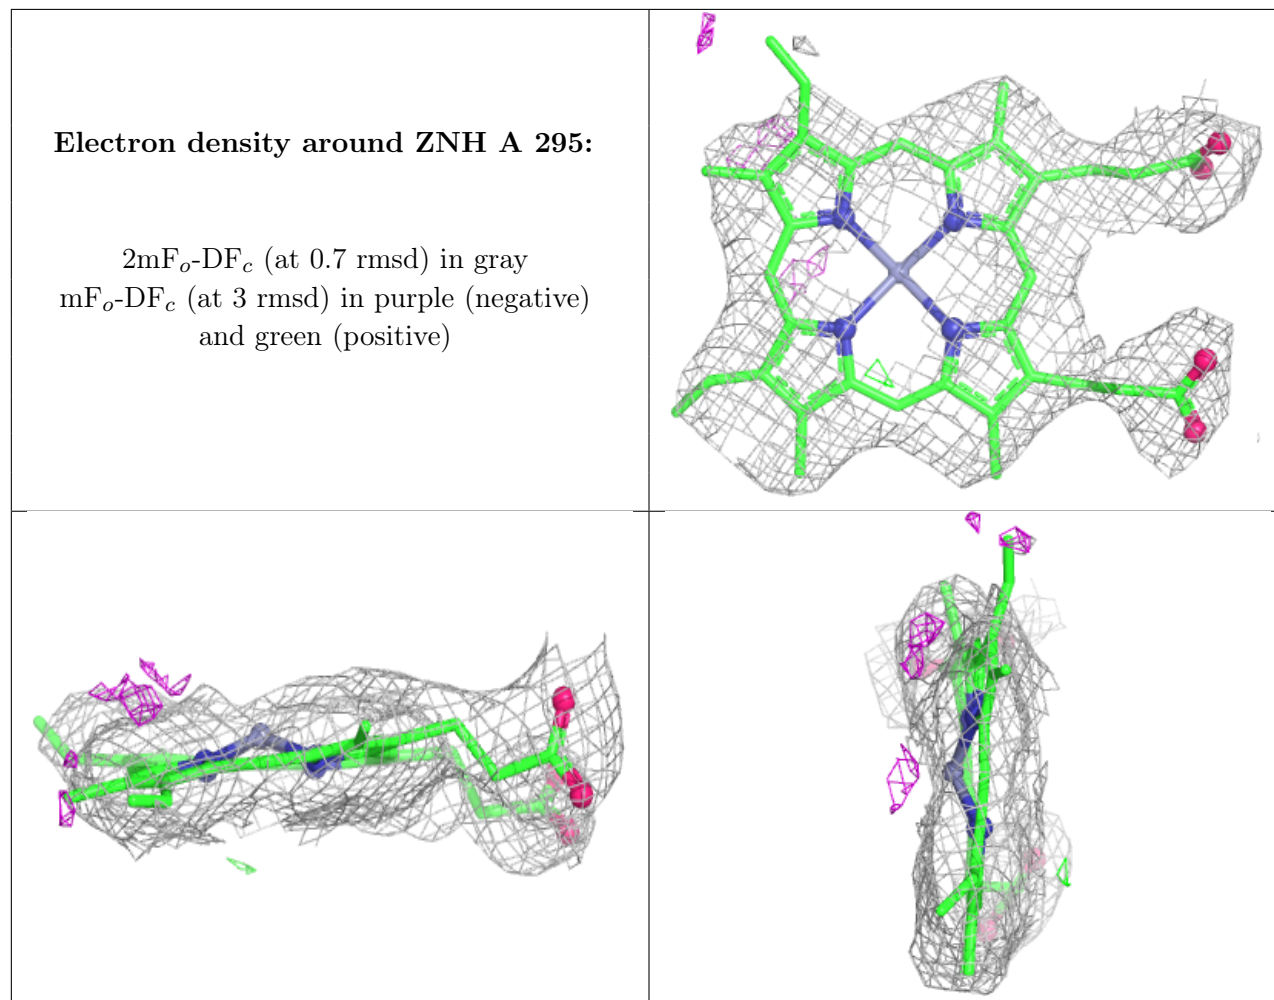 Electron density around ZNH A 295:
2mFo-DFc (at 0.7 rmsd) in gray
mFo-DFc (at 3 rmsd) in purple (negative)
and green (positive)